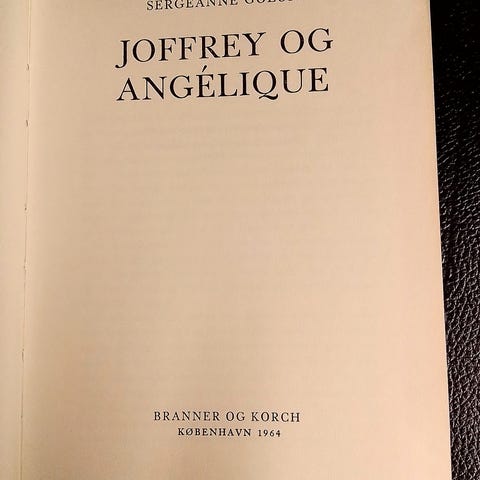 SERGEANNE
JOFFREY OG
ANGÉLIQUE
BRANNER OG KORCH
KØBENHAVN 1964